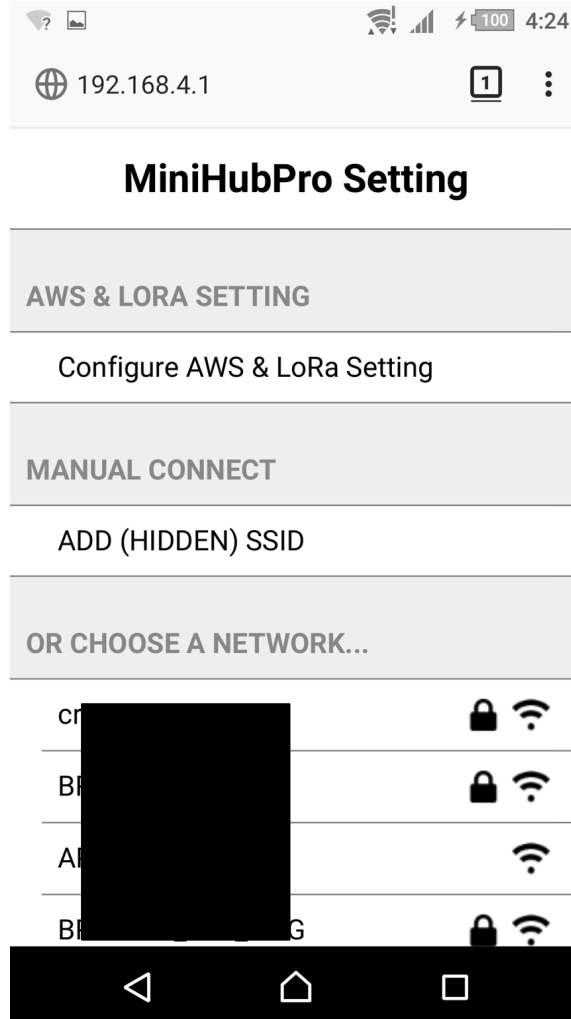 ? 100 4:24
192.168.4.1 1
MiniHubPro Setting
AWS & LORA SETTING
Configure AWS & LoRa Setting
MANUAL CONNECT
ADD (HIDDEN) SSID
OR CHOOSE A NETWORK...